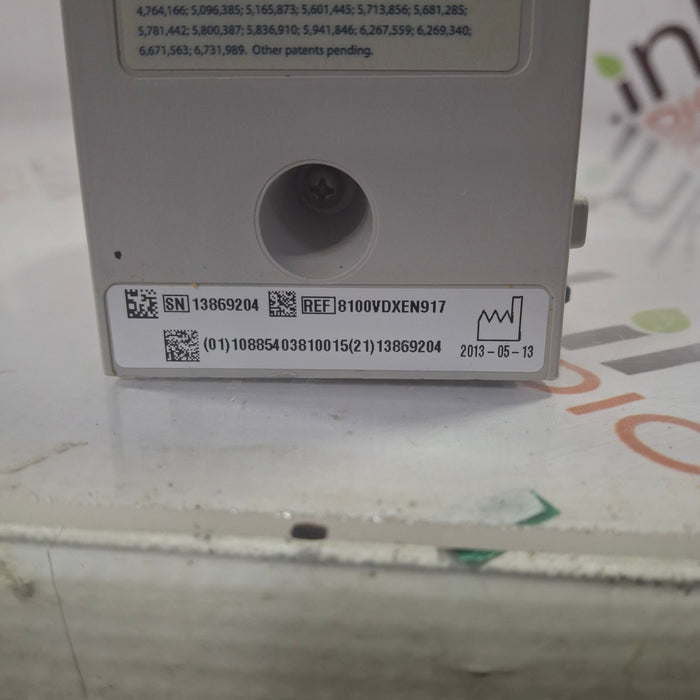 4,764,166; 5,096,385; 5,165,873; 5,601,445; 5,713,856; 5,681,285;
5,781,442; 5,800,387; 5,836,910; 5,941,846; 6,267,559; 6,269,340;
6,671,563; 6,731,989. Other patents pending.
SN 13869204 REF 8100VDXEN917
(01)10885403810015(21)13869204
2013-05-13